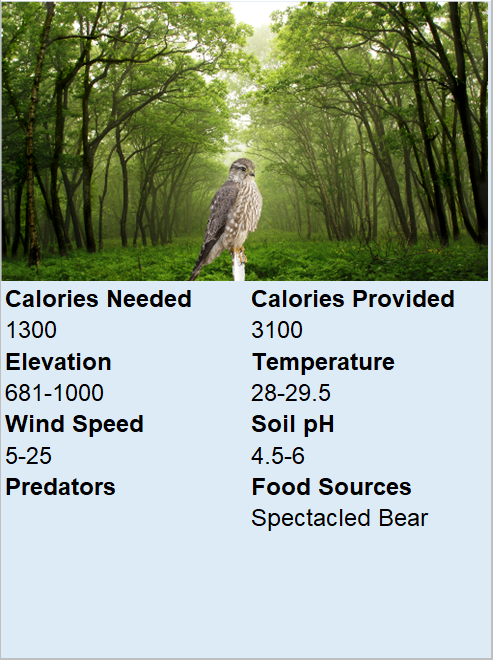 Calories Needed Calories Provided
1300 3100
Elevation Temperature
681-1000 28-29.5
Wind Speed Soil pH
5-25 4.5-6
Predators Food Sources
Spectacled Bear